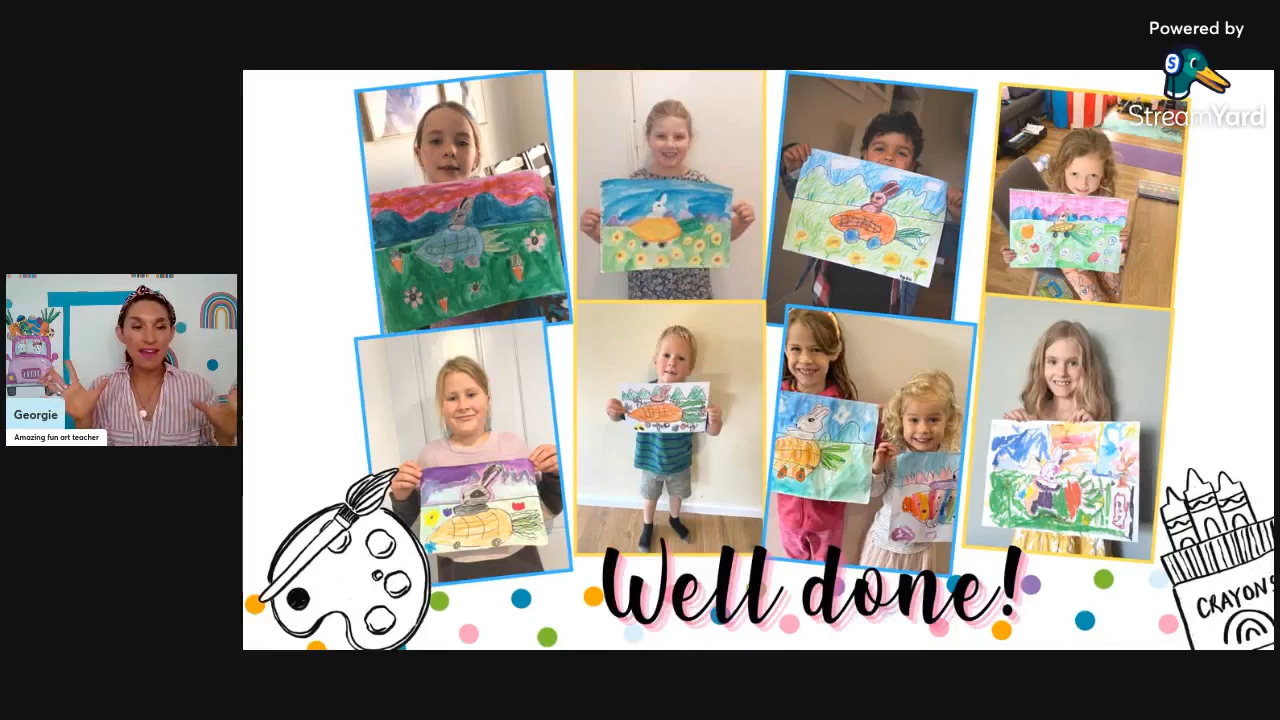 Powered by
StreamYard
S
Georgie
Amazing fun art teacher
Well done!
CRAYONS